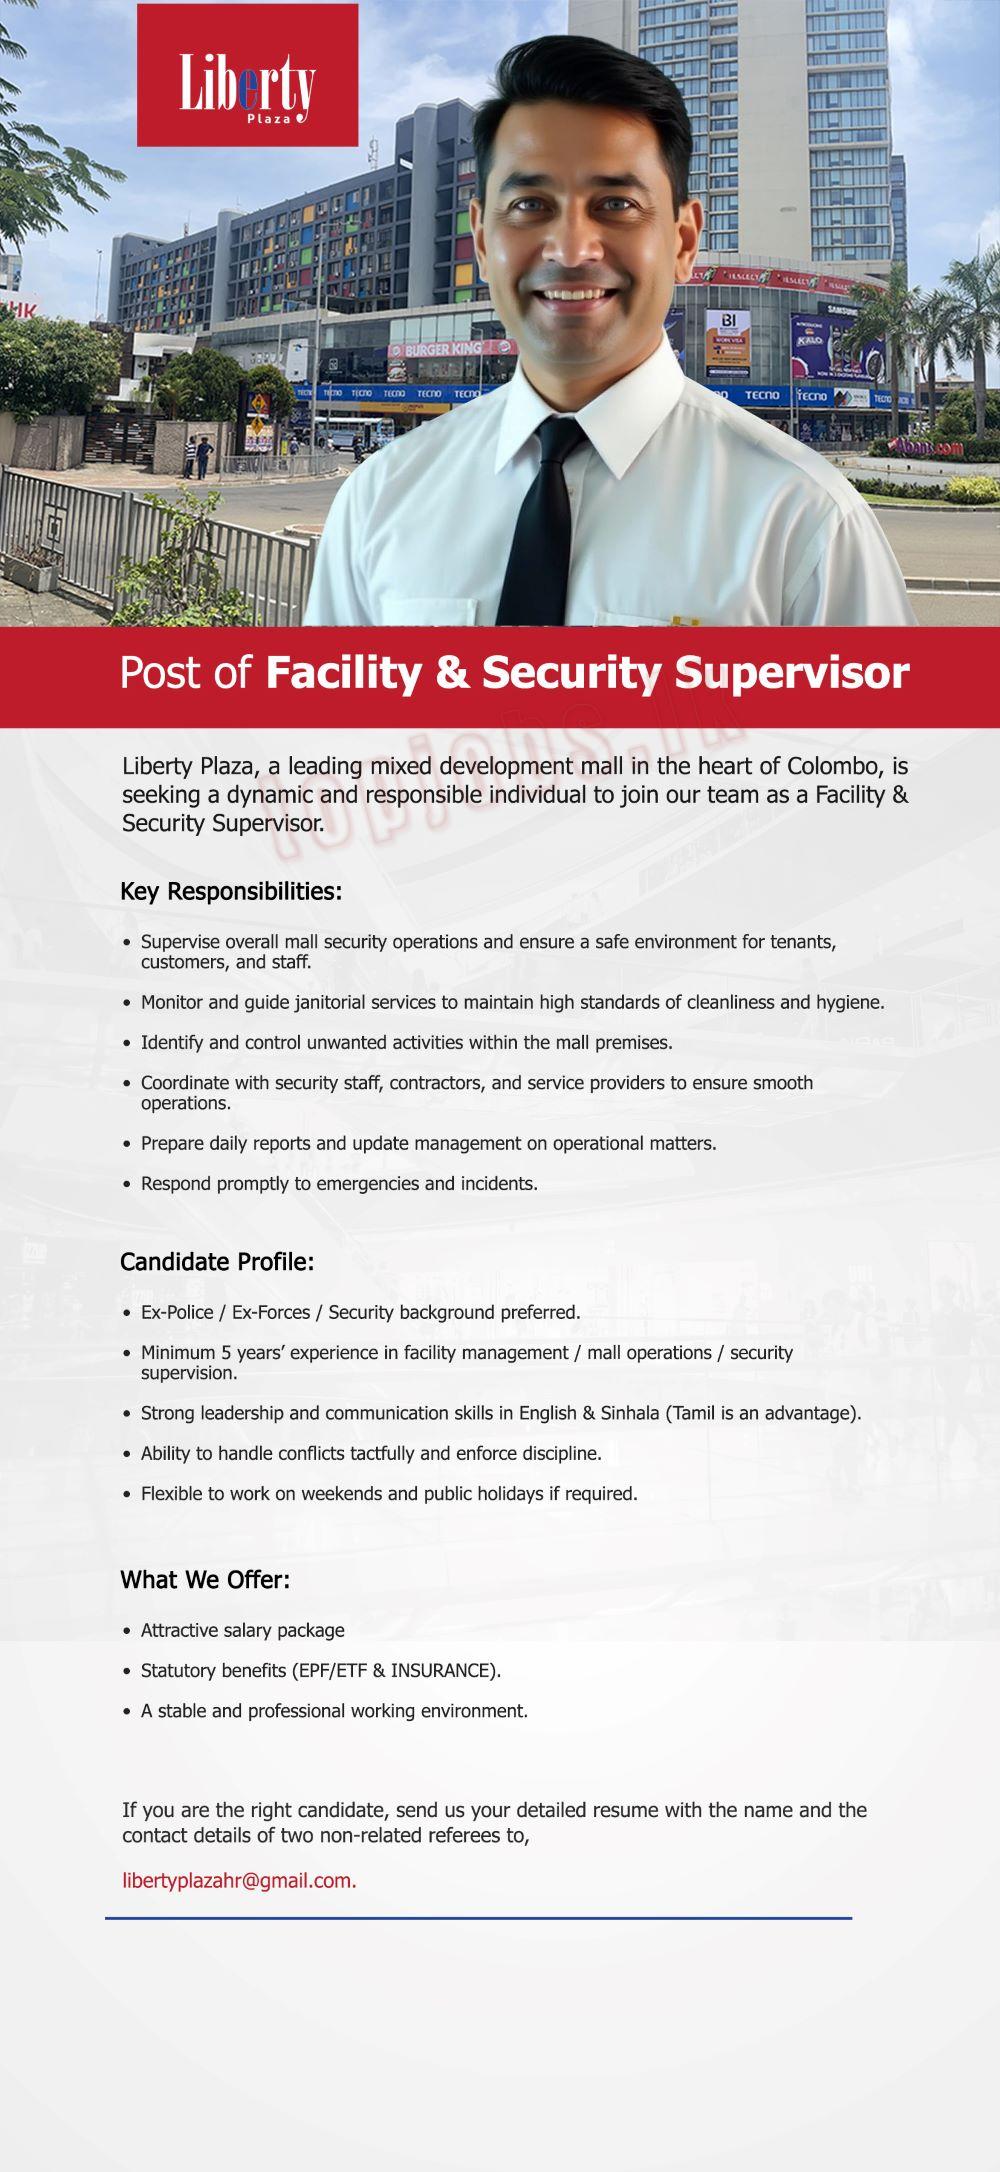 Liberty
Plaza
HK
BURGER KING
TECNO TECNO TECNO TECNO TECNO
BI
WORK VISA
SAMSUNG
KALO
TECNO TECNO TECNO
Abans.com
Post of Facility & Security Supervisor
topjobs.lk
Liberty Plaza, a leading mixed development mall in the heart of Colombo, is
seeking a dynamic and responsible individual to join our team as a Facility &
Security Supervisor.
Key Responsibilities:
• Supervise overall mall security operations and ensure a safe environment for tenants,
customers, and staff.
• Monitor and guide janitorial services to maintain high standards of cleanliness and hygiene.
• Identify and control unwanted activities within the mall premises.
• Coordinate with security staff, contractors, and service providers to ensure smooth
operations.
• Prepare daily reports and update management on operational matters.
• Respond promptly to emergencies and incidents.
Candidate Profile:
• Ex-Police / Ex-Forces / Security background preferred.
• Minimum 5 years’ experience in facility management / mall operations / security
supervision.
• Strong leadership and communication skills in English & Sinhala (Tamil is an advantage).
• Ability to handle conflicts tactfully and enforce discipline.
• Flexible to work on weekends and public holidays if required.
What We Offer:
• Attractive salary package
• Statutory benefits (EPF/ETF & INSURANCE).
• A stable and professional working environment.
If you are the right candidate, send us your detailed resume with the name and the
contact details of two non-related referees to,
libertyplazahr@gmail.com.